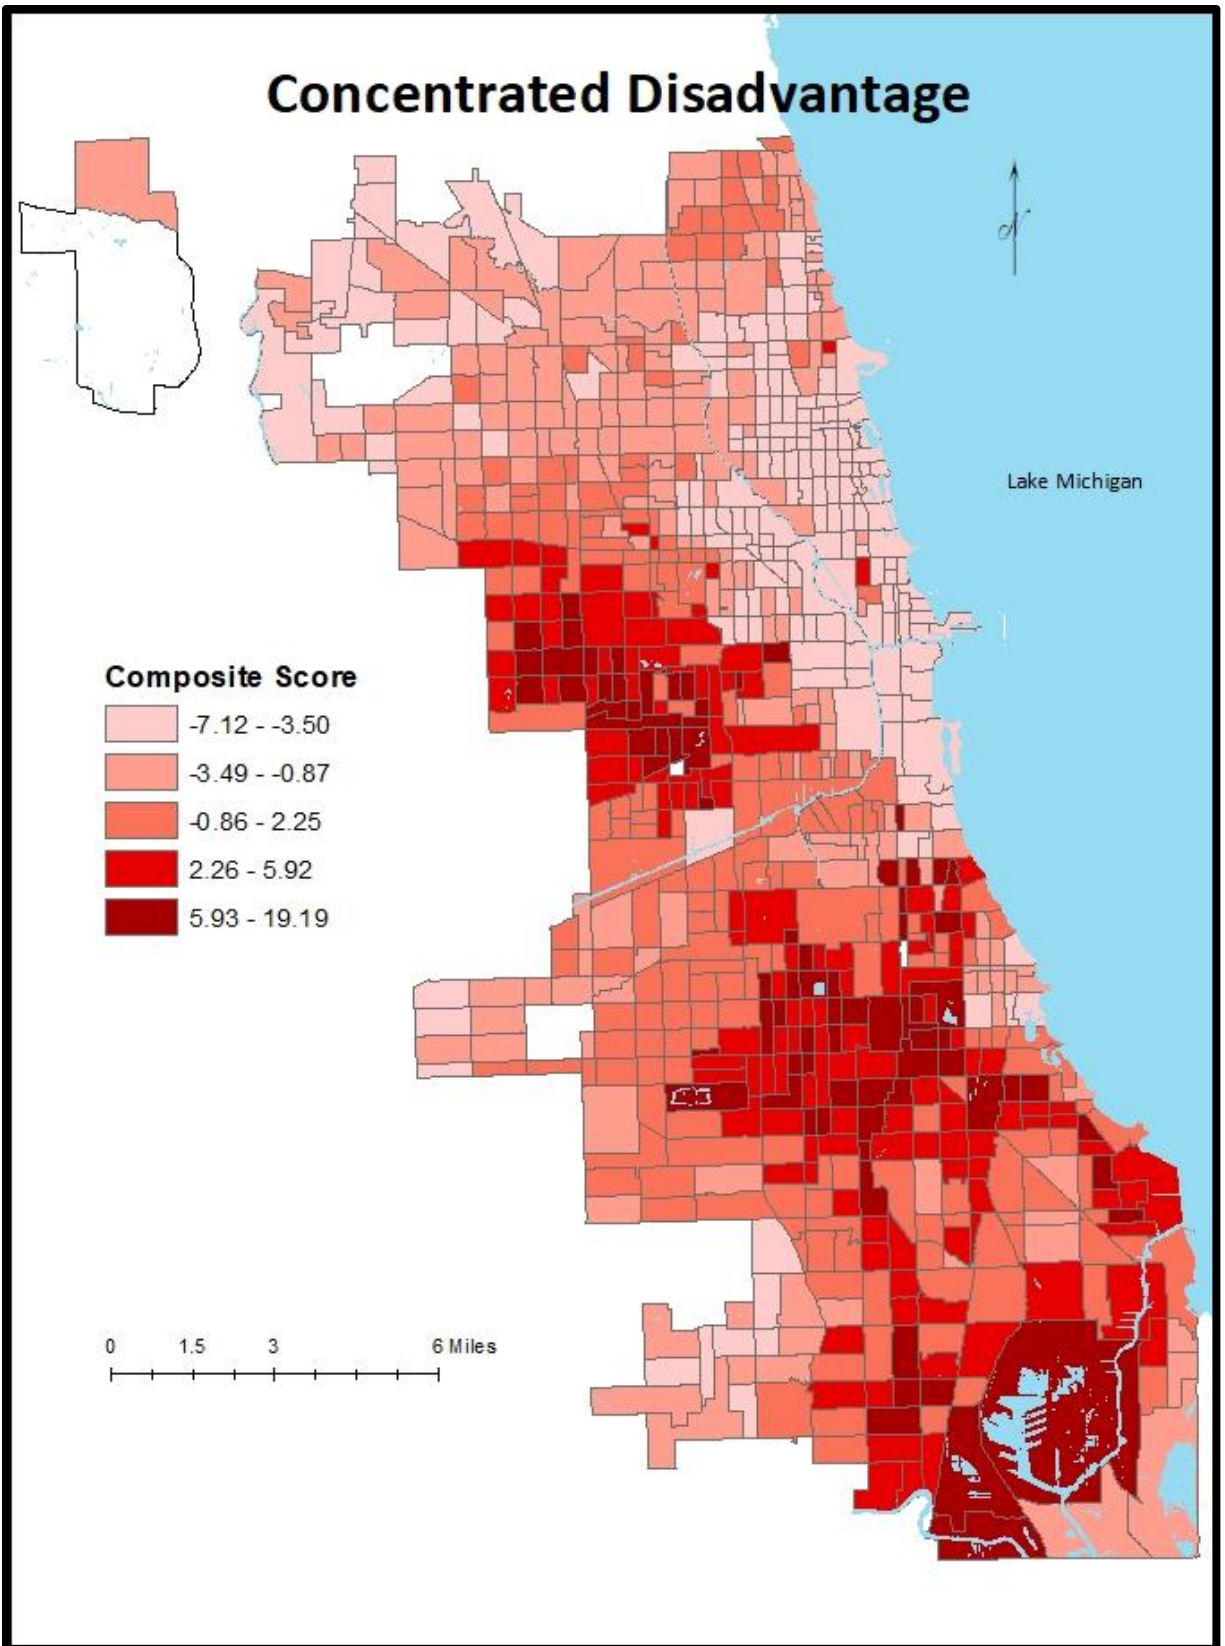 Concentrated Disadvantage
N
Lake Michigan
Composite Score
-7.12 - -3.50
-3.49 - -0.87
-0.86 - 2.25
2.26 - 5.92
5.93 - 19.19
0 1.5 3 6 Miles